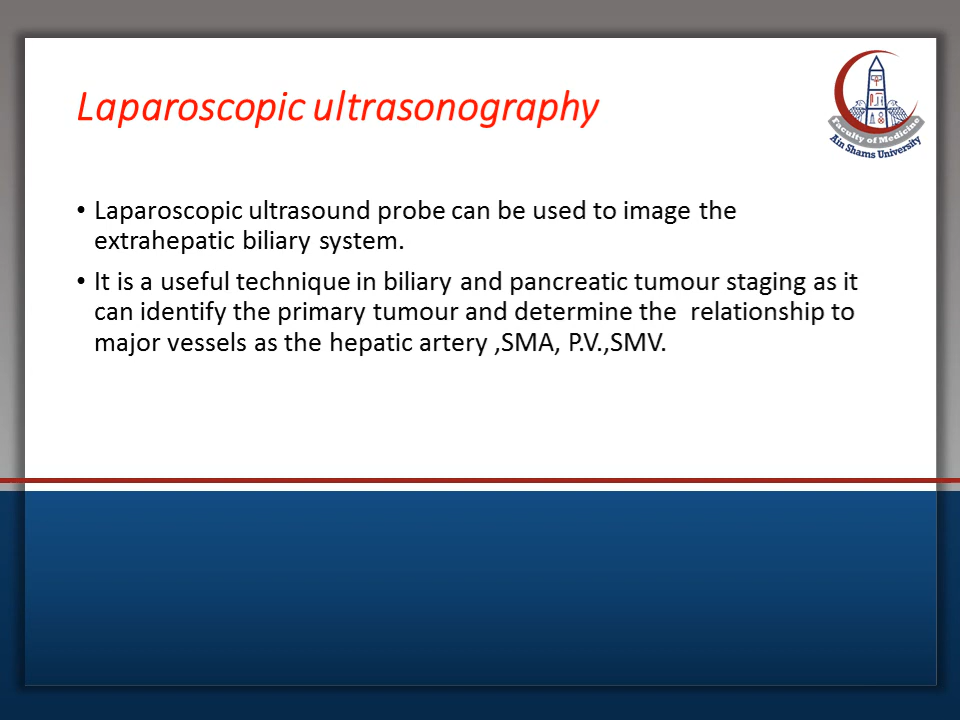 Laparoscopic ultrasonography
Faculty of Medicine
Ain Shams University
• Laparoscopic ultrasound probe can be used to image the
extrahepatic biliary system.
• It is a useful technique in biliary and pancreatic tumour staging as it
can identify the primary tumour and determine the  relationship to
major vessels as the hepatic artery ,SMA, P.V.,SMV.